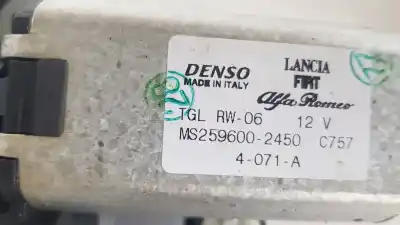 DENSO
MADE IN ITALY
LANCIA
FIAT
Alfa Romeo
TGL RW-06 12 V
MS259600-2450 C757
4-071-A